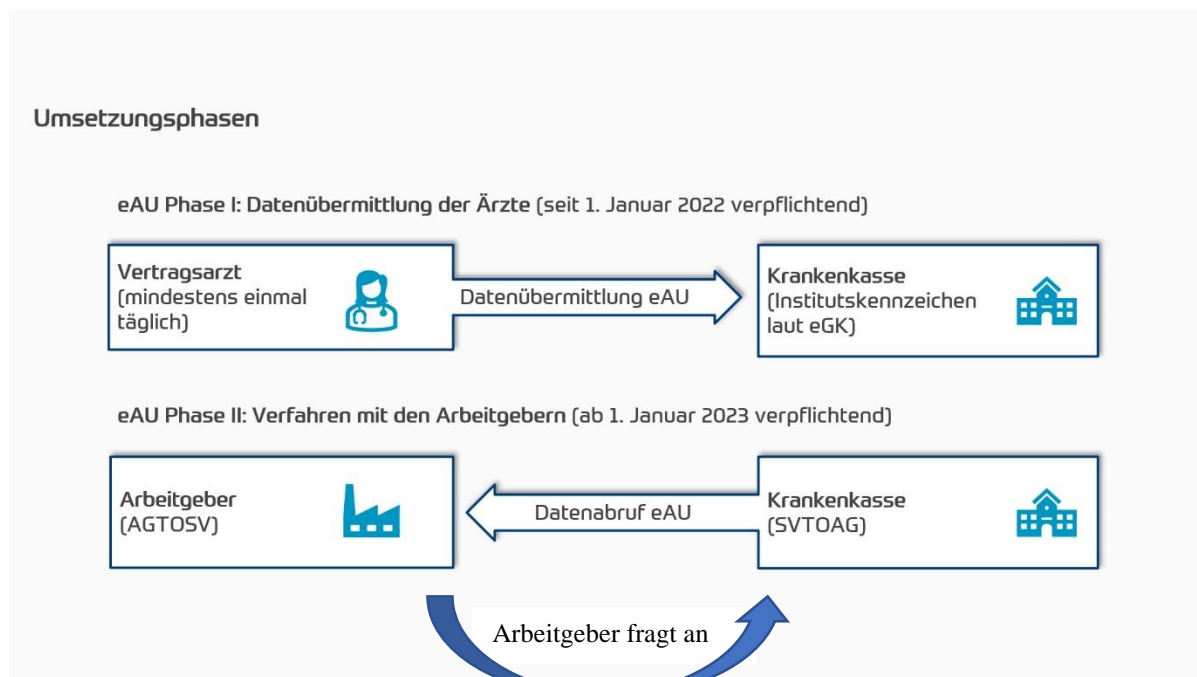 Umsetzungsphasen
eAU Phase I: Datenübermittlung der Ärzte (seit 1. Januar 2022 verpflichtend)
Vertragsarzt
(mindestens einmal
täglich)
Datenübermittlung eAU
Krankenkasse
(Institutskennzeichen
laut eGK)
eAU Phase II: Verfahren mit den Arbeitgebern (ab 1. Januar 2023 verpflichtend)
Arbeitgeber
(AGTOSV)
Datenabruf eAU
Krankenkasse
(SVTOAG)
Arbeitgeber fragt an